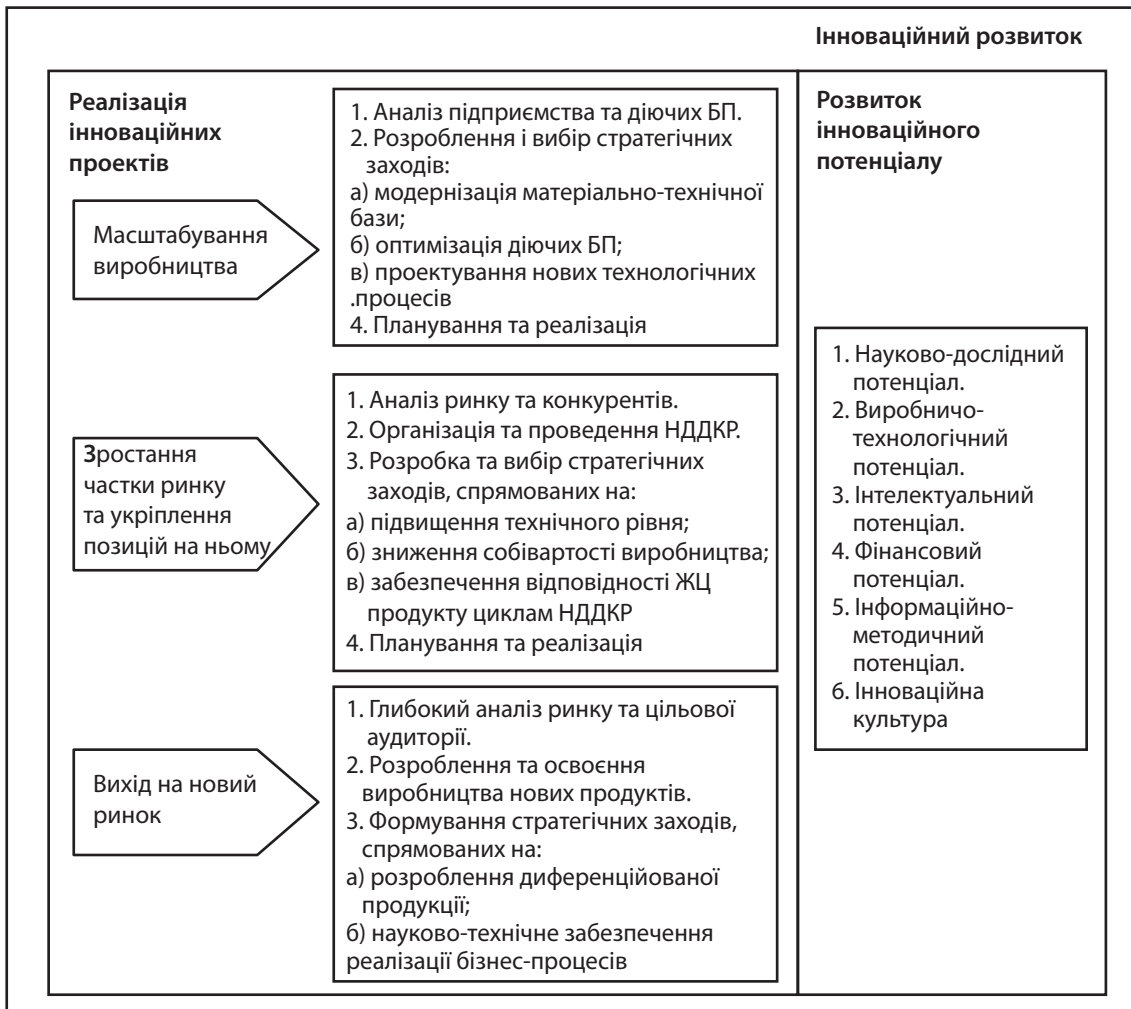 Інноваційний розвиток
Реалізація
інноваційних
проектів
Масштабування
виробництва
1. Аналіз підприємства та діючих БП.
2. Розроблення і вибір стратегічних
заходів:
а) модернізація матеріально-технічної
бази;
б) оптимізація діючих БП;
в) проектування нових технологічних
.процесів
4. Планування та реалізація
Зростання
частки ринку
та укріплення
позицій на ньому
1. Аналіз ринку та конкурентів.
2. Організація та проведення НДДКР.
3. Розробка та вибір стратегічних
заходів, спрямованих на:
а) підвищення технічного рівня;
б) зниження собівартості виробництва;
в) забезпечення відповідності ЖЦ
продукту циклам НДДКР
4. Планування та реалізація
Вихід на новий
ринок
1. Глибокий аналіз ринку та цільової
аудиторії.
2. Розроблення та освоєння
виробництва нових продуктів.
3. Формування стратегічних заходів,
спрямованих на:
а) розроблення диференційованої
продукції;
б) науково-технічне забезпечення
реалізації бізнес-процесів
Розвиток
інноваційного
потенціалу
1. Науково-дослідний
потенціал.
2. Виробничо-
технологічний
потенціал.
3. Інтелектуальний
потенціал.
4. Фінансовий
потенціал.
5. Інформаційно-
методичний
потенціал.
6. Інноваційна
культура